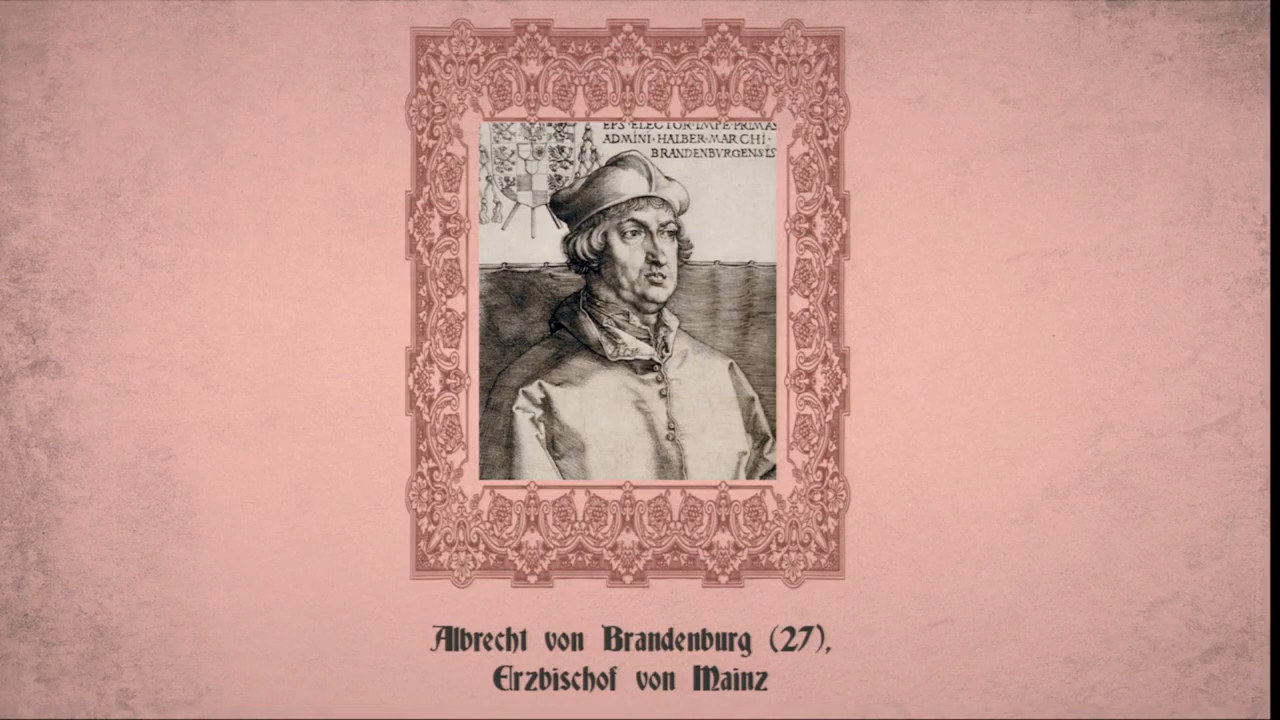 EPS·ELECTOR·IMPE·PRIMAS
ADMINI·HALBER·MARCHI·
BRANDENBVRGENSIS
Albrecht von Brandenburg (27),
Erzbischof von Mainz